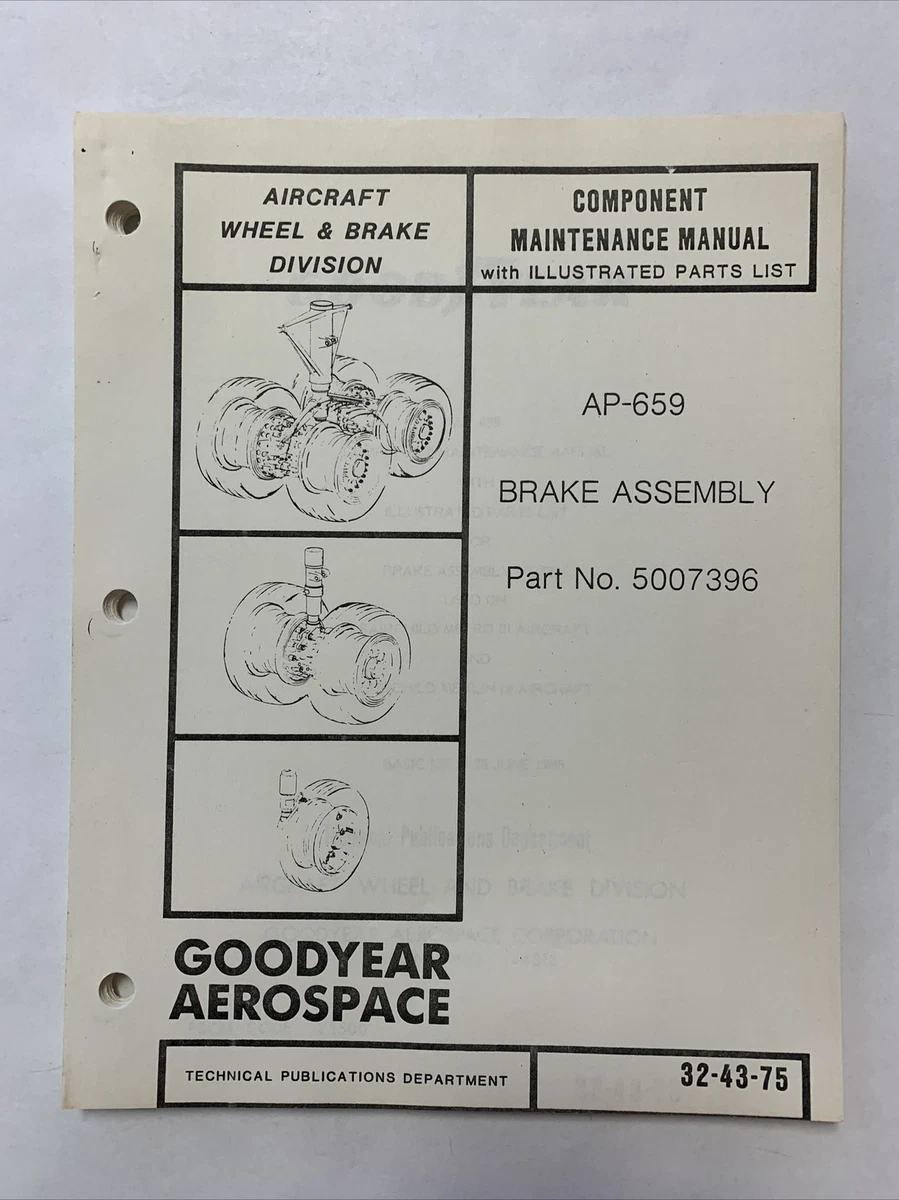 AIRCRAFT
WHEEL & BRAKE
DIVISION
COMPONENT
MAINTENANCE MANUAL
with ILLUSTRATED PARTS LIST
AP-659
BRAKE ASSEMBLY
Part No. 5007396
GOODYEAR
AEROSPACE
TECHNICAL PUBLICATIONS DEPARTMENT
32-43-75